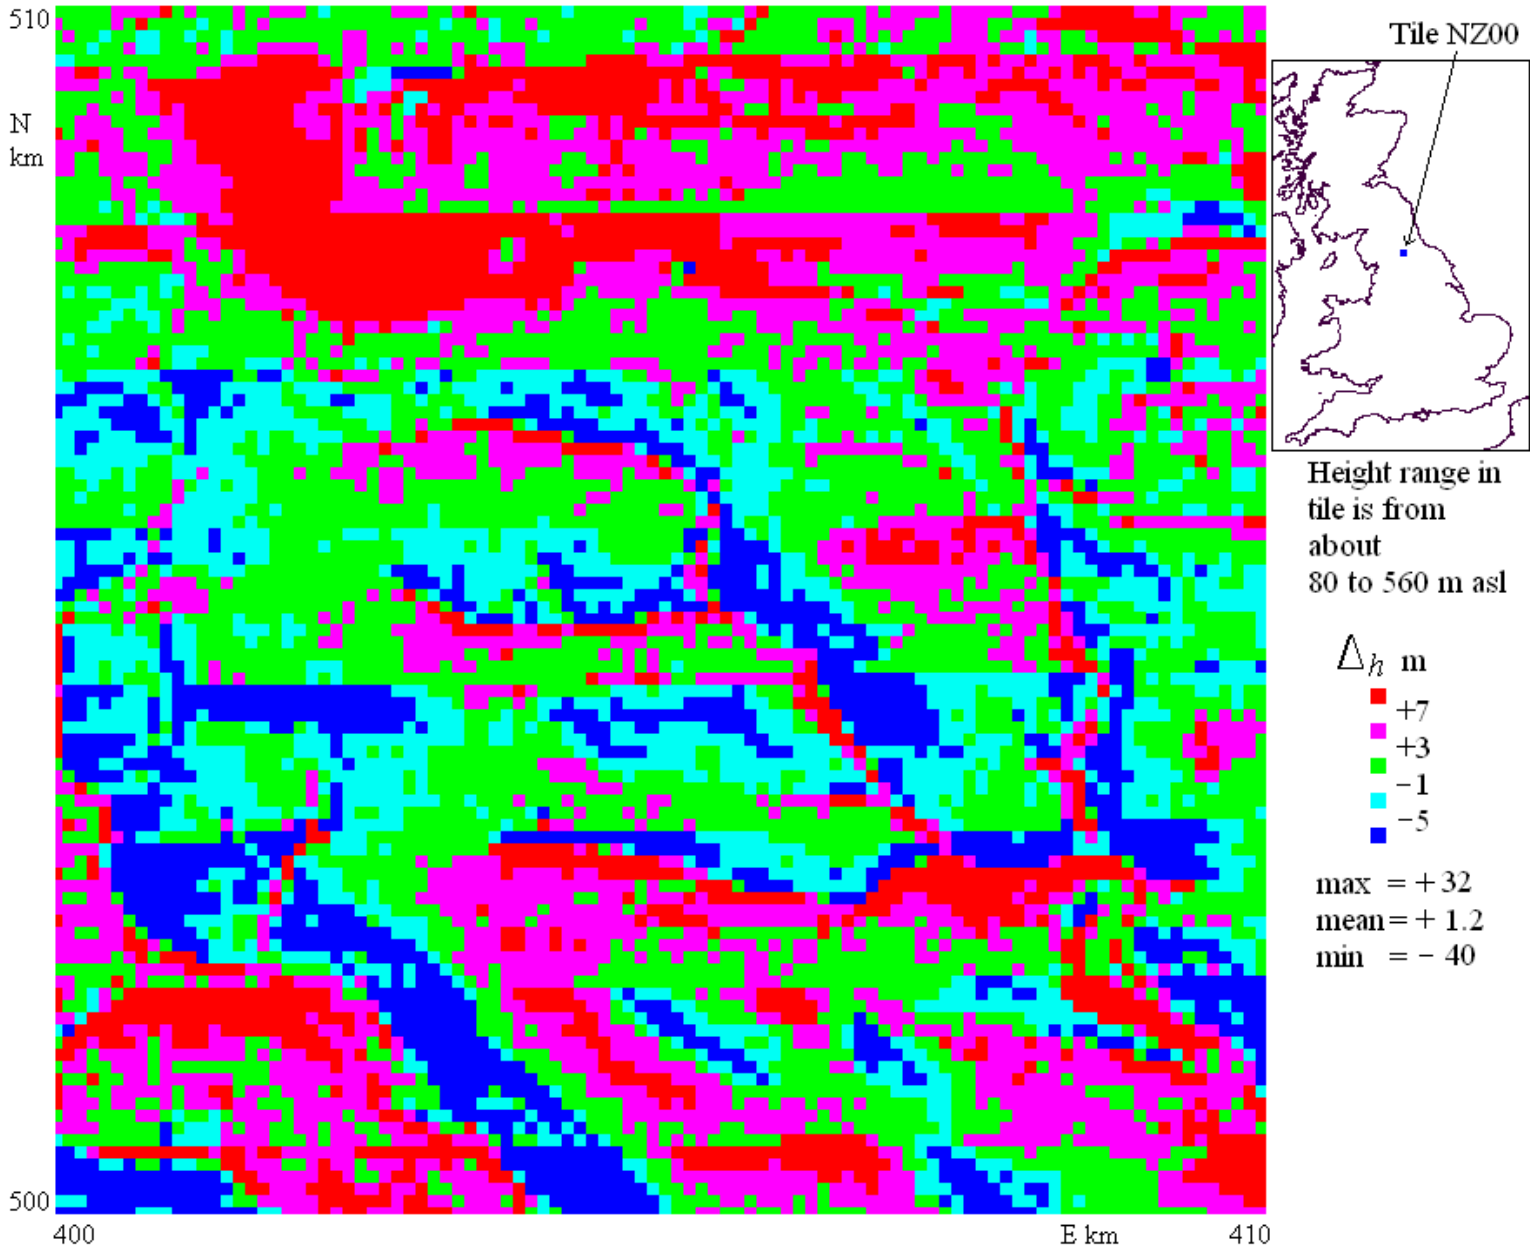 510
N
km
500
400
E km
410
Tile NZ00
Height range in
tile is from
about
80 to 560 m asl
Δh m
+7
+3
−1
−5
max = + 32
mean = + 1.2
min = − 40